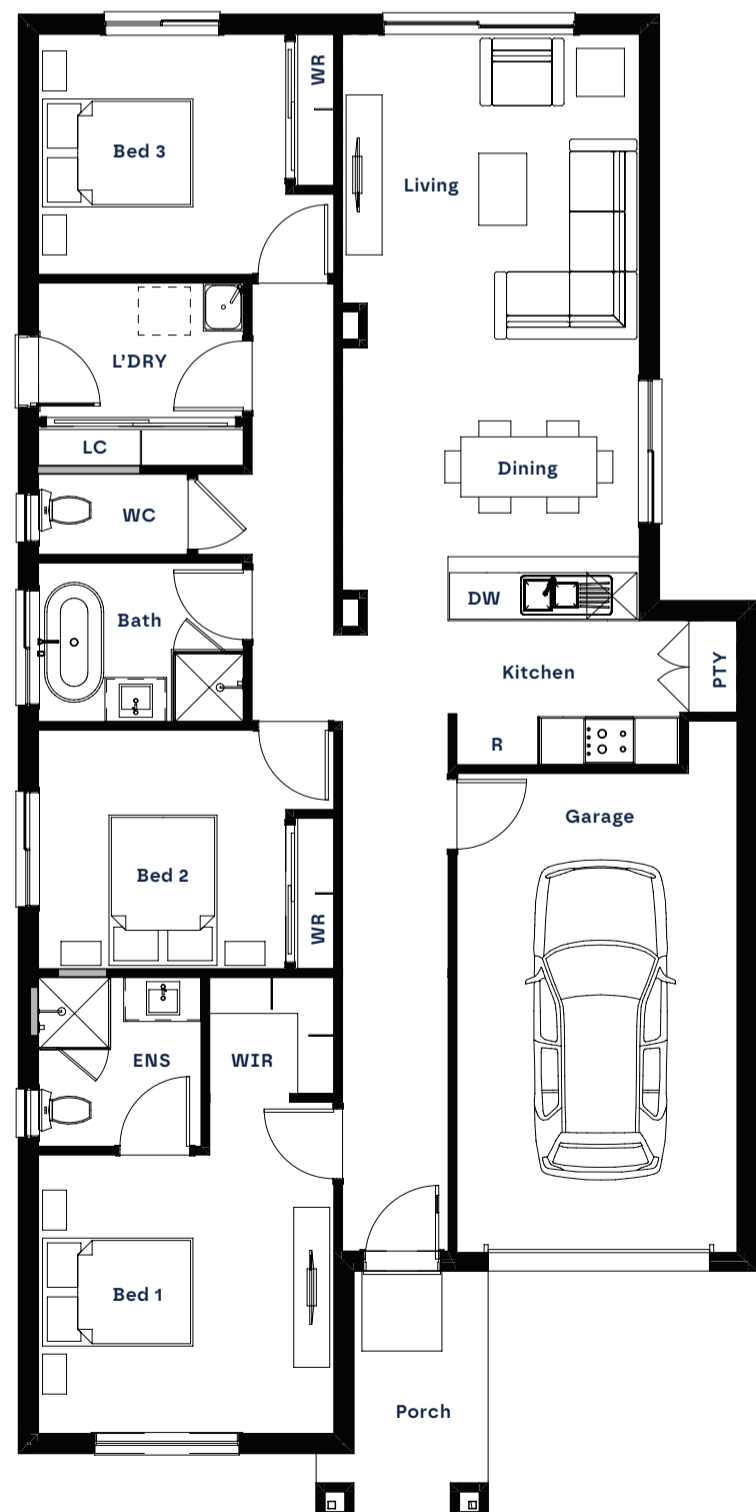 WR
Bed 3
Living
L'DRY
LC
Dining
WC
DW
Bath
Kitchen
PTY
R
Garage
Bed 2
WR
ENS
WIR
Bed 1
Porch